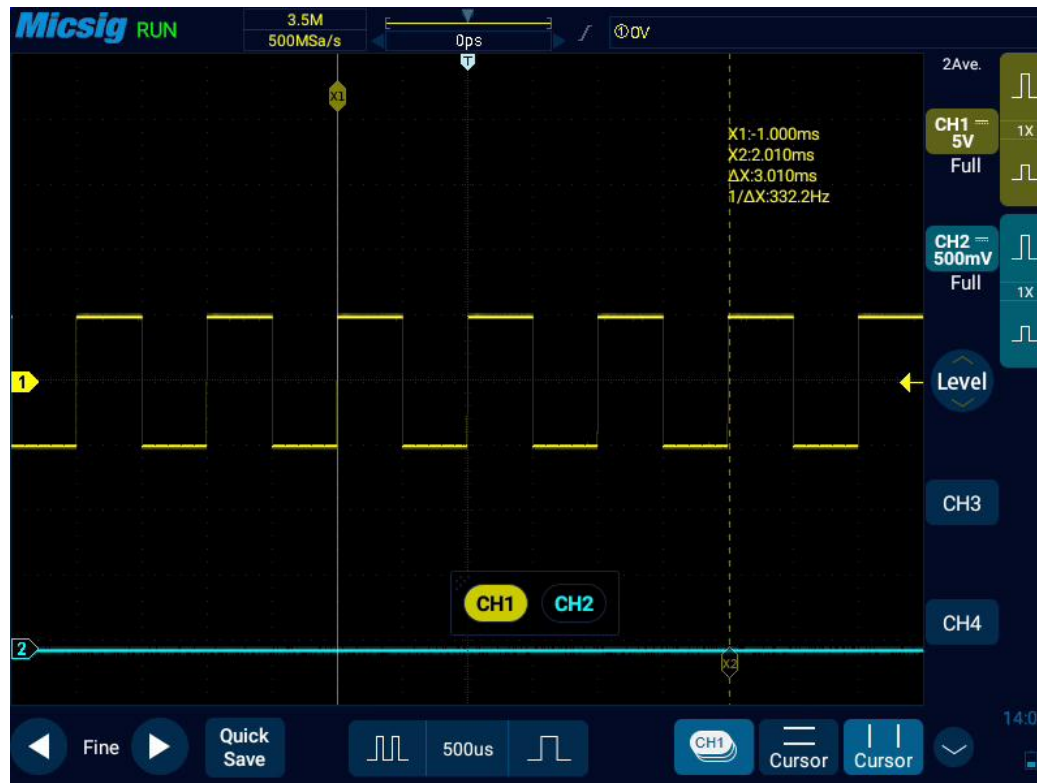 Micsig RUN
3.5M
500MSa/s
0ps
①0V
T
2Ave.
X1
X1:-1.000ms
X2:2.010ms
ΔX:3.010ms
1/ΔX:332.2Hz
CH1
5V
Full
1X
CH2
500mV
Full
1X
1
Level
CH3
CH1
CH2
CH4
2
X2
Fine
Quick
Save
500us
CH1
Cursor
Cursor